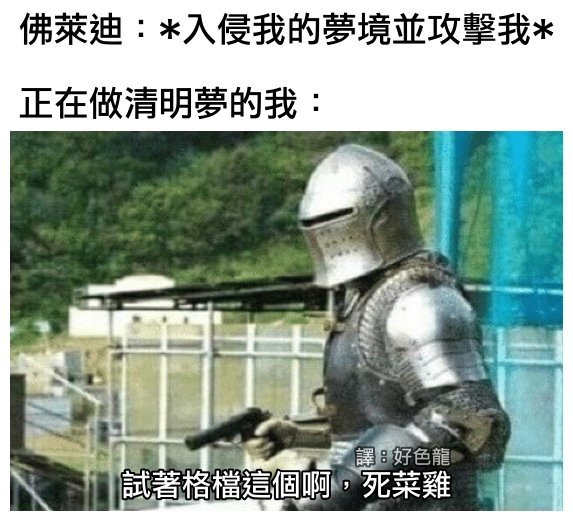 佛萊迪：*入侵我的夢境並攻擊我*
正在做清明夢的我：
譯：好色龍
試著格檔這個啊，死菜雞